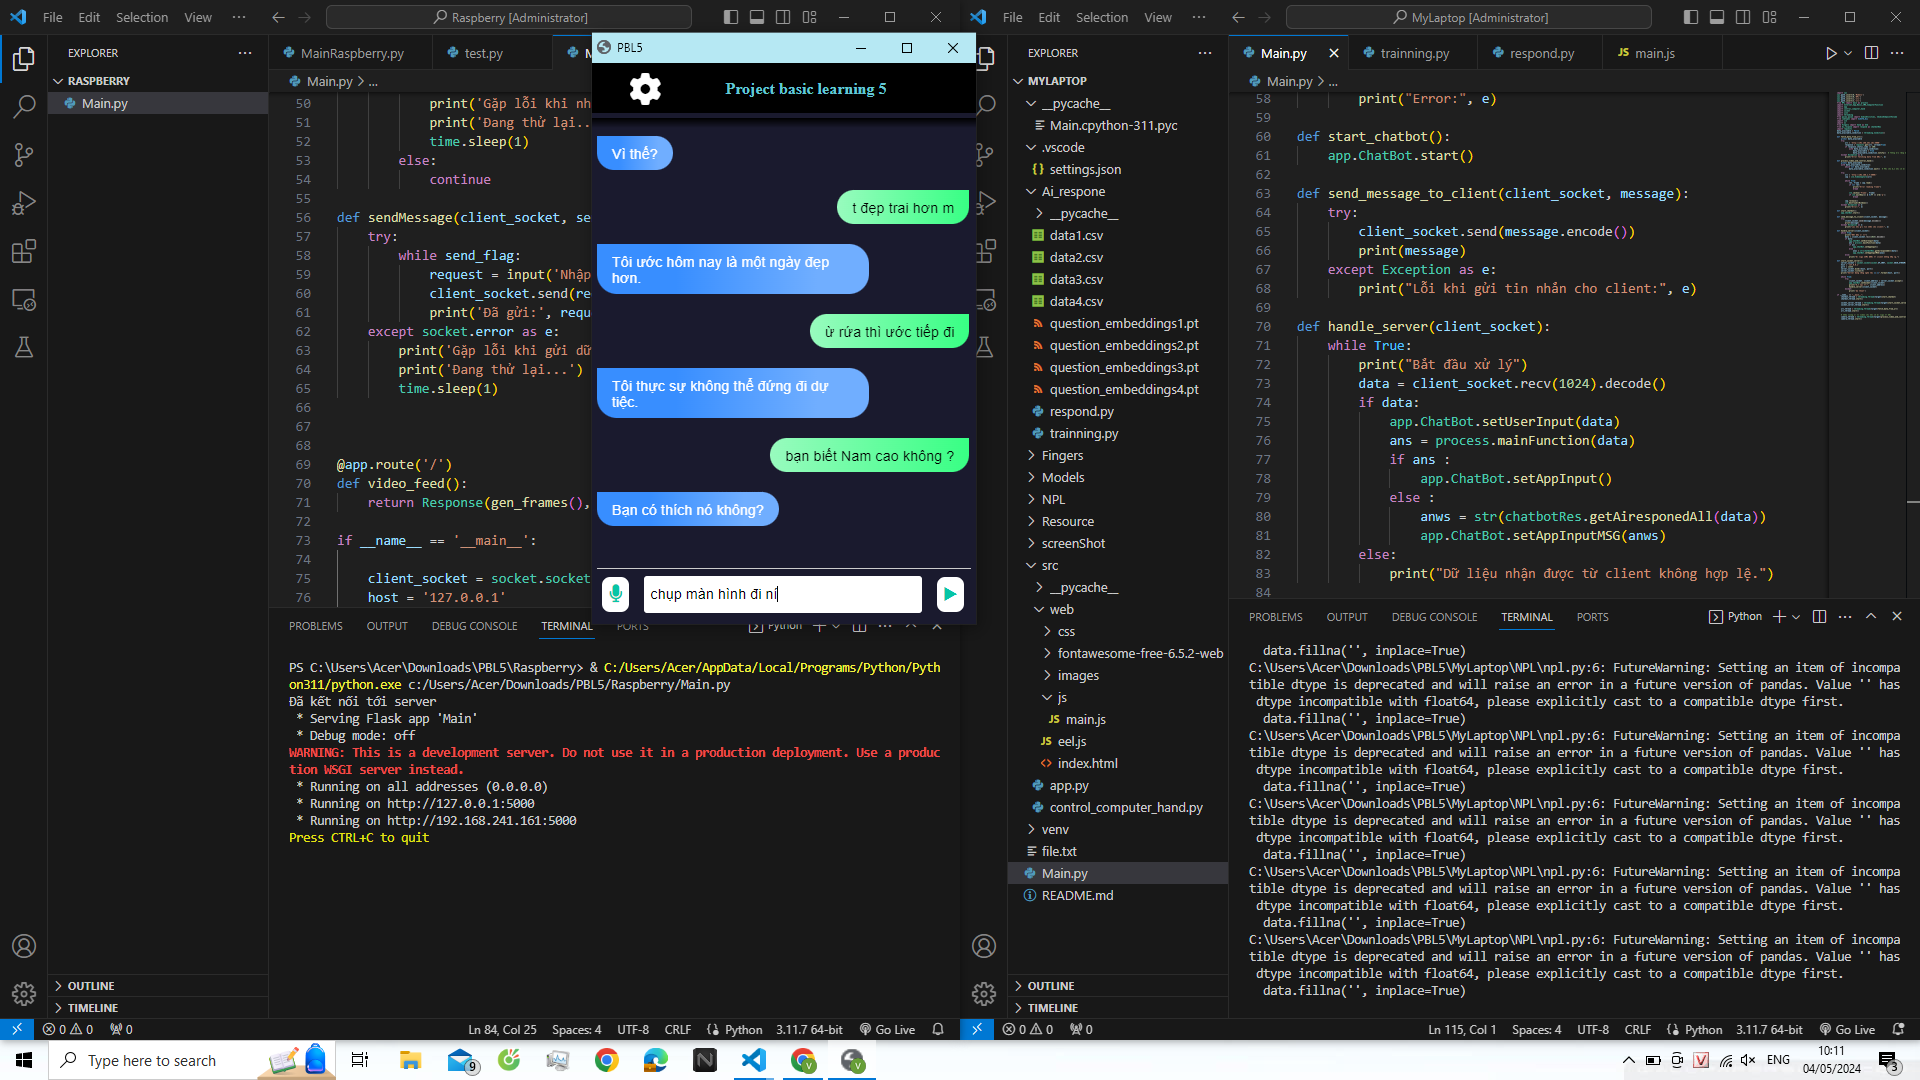 File Edit Selection View ···
Raspberry [Administrator]
EXPLORER
RASPBERRY
Main.py
OUTLINE
TIMELINE
MainRaspberry.py
test.py
Main.py > ...
50 print('Gặp lỗi khi nh
51 print('Đang thử lại..
52 time.sleep(1)
53 else:
54 continue
55
56 def sendMessage(client_socket, se
57 try:
58 while send_flag:
59 request = input('Nhập
60 client_socket.send(re
61 print('Đã gửi:', requ
62 except socket.error as e:
63 print('Gặp lỗi khi gửi dữ
64 print('Đang thử lại...')
65 time.sleep(1)
66
67
68
69 @app.route('/')
70 def video_feed():
71 return Response(gen_frames(),
72
73 if __name__ == '__main__':
74
75 client_socket = socket.socket
76 host = '127.0.0.1'
PROBLEMS OUTPUT DEBUG CONSOLE TERMINAL PORTS
Python
PS C:\Users\Acer\Downloads\PBL5\Raspberry> & C:/Users/Acer/AppData/Local/Programs/Python/Pyth
on311/python.exe c:/Users/Acer/Downloads/PBL5/Raspberry/Main.py
Đã kết nối tới server
* Serving Flask app 'Main'
* Debug mode: off
WARNING: This is a development server. Do not use it in a production deployment. Use a produc
tion WSGI server instead.
* Running on all addresses (0.0.0.0)
* Running on http://127.0.0.1:5000
* Running on http://192.168.241.161:5000
Press CTRL+C to quit
0 0 0
Ln 84, Col 25 Spaces: 4 UTF-8 CRLF Python 3.11.7 64-bit Go Live
PBL5
Project basic learning 5
Vì thế?
t đẹp trai hơn m
Tôi ước hôm nay là một ngày đẹp
hơn.
ừ rứa thì ước tiếp đi
Tôi thực sự không thể đứng đi dự
tiệc.
bạn biết Nam cao không ?
Bạn có thích nó không?
chụp màn hình đi ní
File Edit Selection View ···
MyLaptop [Administrator]
EXPLORER
MYLAPTOP
__pycache__
Main.cpython-311.pyc
.vscode
settings.json
Ai_respone
__pycache__
data1.csv
data2.csv
data3.csv
data4.csv
question_embeddings1.pt
question_embeddings2.pt
question_embeddings3.pt
question_embeddings4.pt
respond.py
trainning.py
Fingers
Models
NPL
Resource
screenShot
src
__pycache__
web
css
fontawesome-free-6.5.2-web
images
js
main.js
eel.js
index.html
app.py
control_computer_hand.py
venv
file.txt
Main.py
README.md
OUTLINE
TIMELINE
Main.py
trainning.py
respond.py
main.js
Main.py > ...
58 print("Error:", e)
59
60 def start_chatbot():
61 app.ChatBot.start()
62
63 def send_message_to_client(client_socket, message):
64 try:
65 client_socket.send(message.encode())
66 print(message)
67 except Exception as e:
68 print("Lỗi khi gửi tin nhắn cho client:", e)
69
70 def handle_server(client_socket):
71 while True:
72 print("Bắt đầu xử lý")
73 data = client_socket.recv(1024).decode()
74 if data:
75 app.ChatBot.setUserInput(data)
76 ans = process.mainFunction(data)
77 if ans :
78 app.ChatBot.setAppInput()
79 else :
80 anws = str(chatbotRes.getAiresponedAll(data))
81 app.ChatBot.setAppInputMSG(anws)
82 else:
83 print("Dữ liệu nhận được từ client không hợp lệ.")
84
PROBLEMS OUTPUT DEBUG CONSOLE TERMINAL PORTS
Python
data.fillna('', inplace=True)
C:\Users\Acer\Downloads\PBL5\MyLaptop\NPL\npl.py:6: FutureWarning: Setting an item of incompa
tible dtype is deprecated and will raise an error in a future version of pandas. Value '' has
dtype incompatible with float64, please explicitly cast to a compatible dtype first.
data.fillna('', inplace=True)
C:\Users\Acer\Downloads\PBL5\MyLaptop\NPL\npl.py:6: FutureWarning: Setting an item of incompa
tible dtype is deprecated and will raise an error in a future version of pandas. Value '' has
dtype incompatible with float64, please explicitly cast to a compatible dtype first.
data.fillna('', inplace=True)
C:\Users\Acer\Downloads\PBL5\MyLaptop\NPL\npl.py:6: FutureWarning: Setting an item of incompa
tible dtype is deprecated and will raise an error in a future version of pandas. Value '' has
dtype incompatible with float64, please explicitly cast to a compatible dtype first.
data.fillna('', inplace=True)
C:\Users\Acer\Downloads\PBL5\MyLaptop\NPL\npl.py:6: FutureWarning: Setting an item of incompa
tible dtype is deprecated and will raise an error in a future version of pandas. Value '' has
dtype incompatible with float64, please explicitly cast to a compatible dtype first.
data.fillna('', inplace=True)
C:\Users\Acer\Downloads\PBL5\MyLaptop\NPL\npl.py:6: FutureWarning: Setting an item of incompa
tible dtype is deprecated and will raise an error in a future version of pandas. Value '' has
dtype incompatible with float64, please explicitly cast to a compatible dtype first.
data.fillna('', inplace=True)
0 0 0
Ln 115, Col 1 Spaces: 4 UTF-8 CRLF Python 3.11.7 64-bit Go Live
Type here to search
9
ENG
10:11
04/05/2024
3